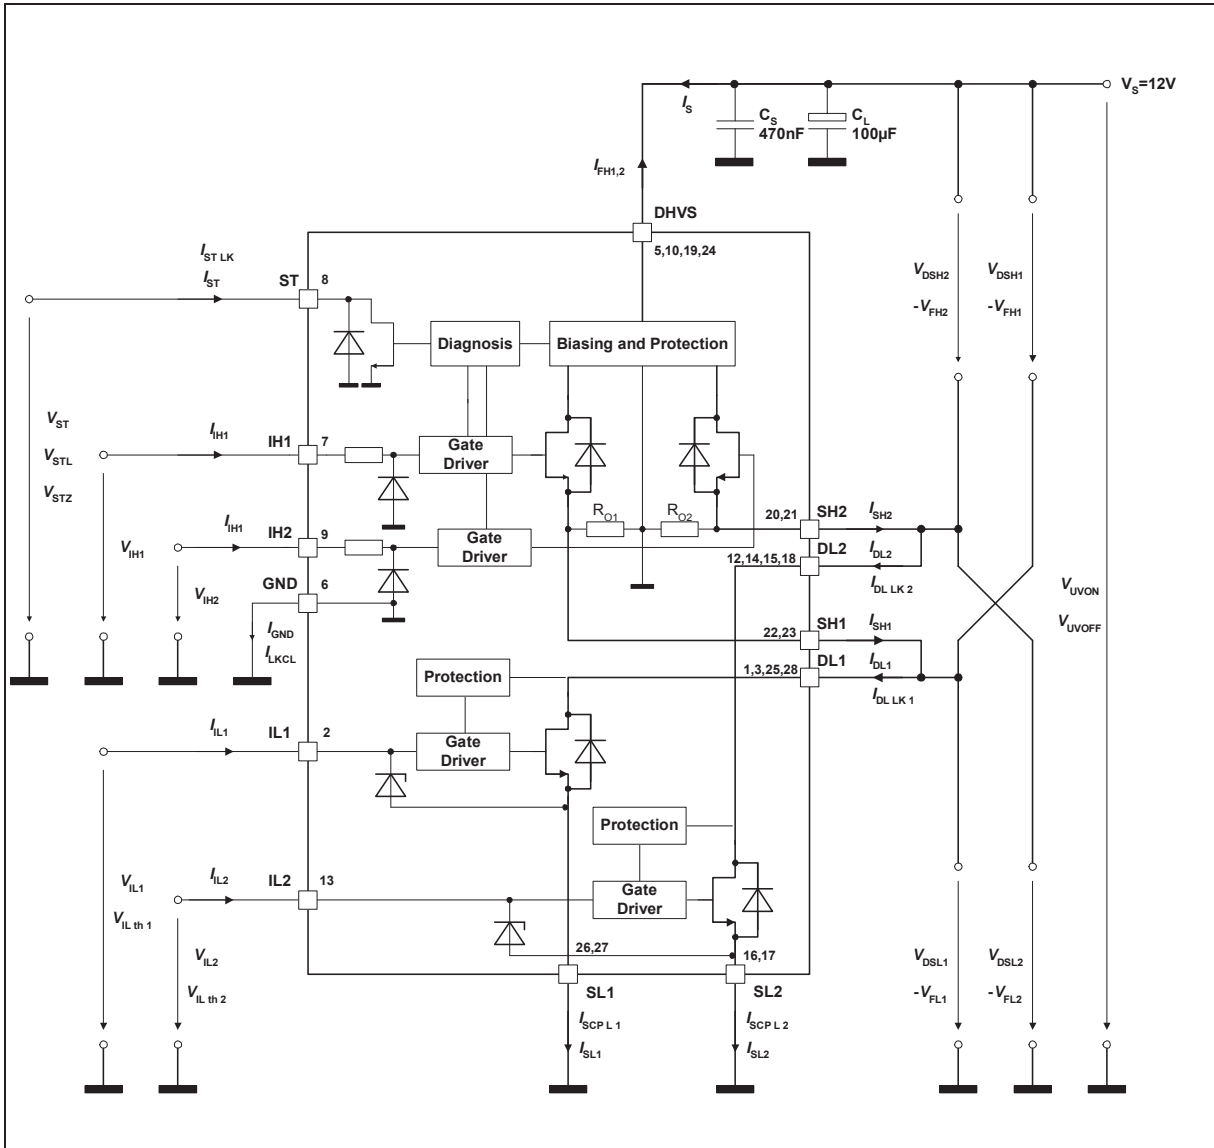 V_S=12V
I_S
C_S
470nF
C_L
100µF
I_FH1,2
DHVS
5,10,19,24
I_ST LK
I_ST
ST
8
V_DSH2
-V_FH2
V_DSH1
-V_FH1
Diagnosis
Biasing and Protection
V_ST
V_STL
V_STZ
I_IH1
IH1
7
Gate
Driver
R_O1
R_O2
20,21
SH2
I_SH2
I_IH1
IH2
9
Gate
Driver
V_IH1
V_IH2
12,14,15,18
DL2
I_DL2
I_DL LK 2
GND
6
I_GND
I_LKCL
V_UVON
V_UVOFF
22,23
SH1
I_SH1
1,3,25,28
DL1
I_DL1
I_DL LK 1
Protection
I_IL1
IL1
2
Gate
Driver
Protection
V_IL1
V_IL th 1
I_IL2
IL2
13
Gate
Driver
V_IL2
V_IL th 2
26,27
16,17
SL1
SL2
V_DSL1
-V_FL1
V_DSL2
-V_FL2
I_SCP L 1
I_SL1
I_SCP L 2
I_SL2